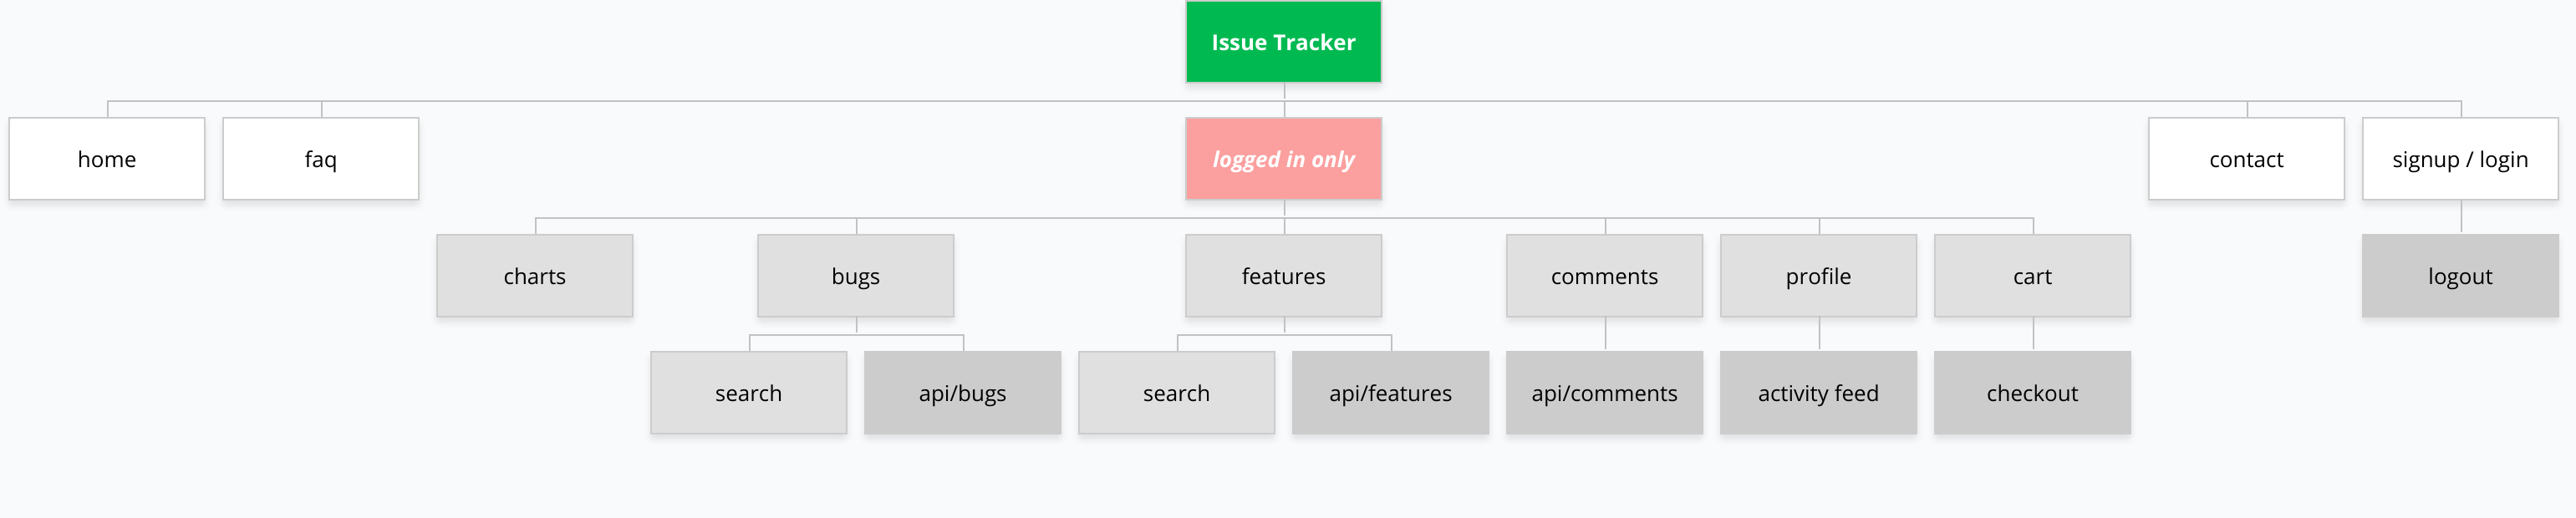 Issue Tracker
home
faq
logged in only
contact
signup / login
charts
bugs
features
comments
profile
cart
logout
search
api/bugs
search
api/features
api/comments
activity feed
checkout